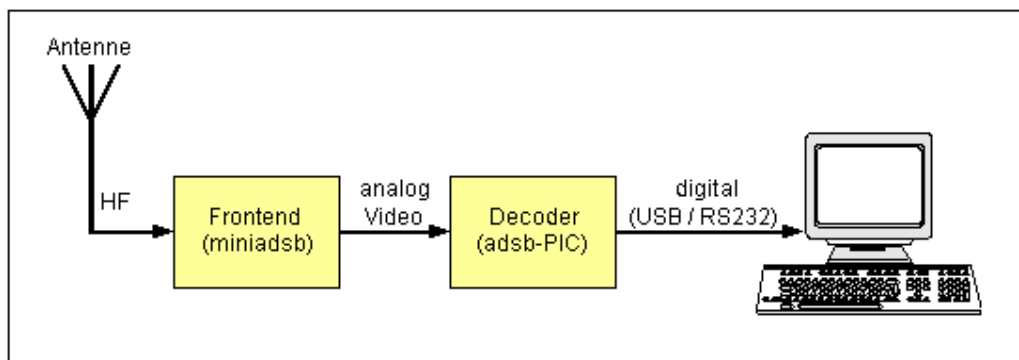 Antenne
HF
Frontend
(miniadsb)
analog
Video
Decoder
(adsb-PIC)
digital
(USB / RS232)